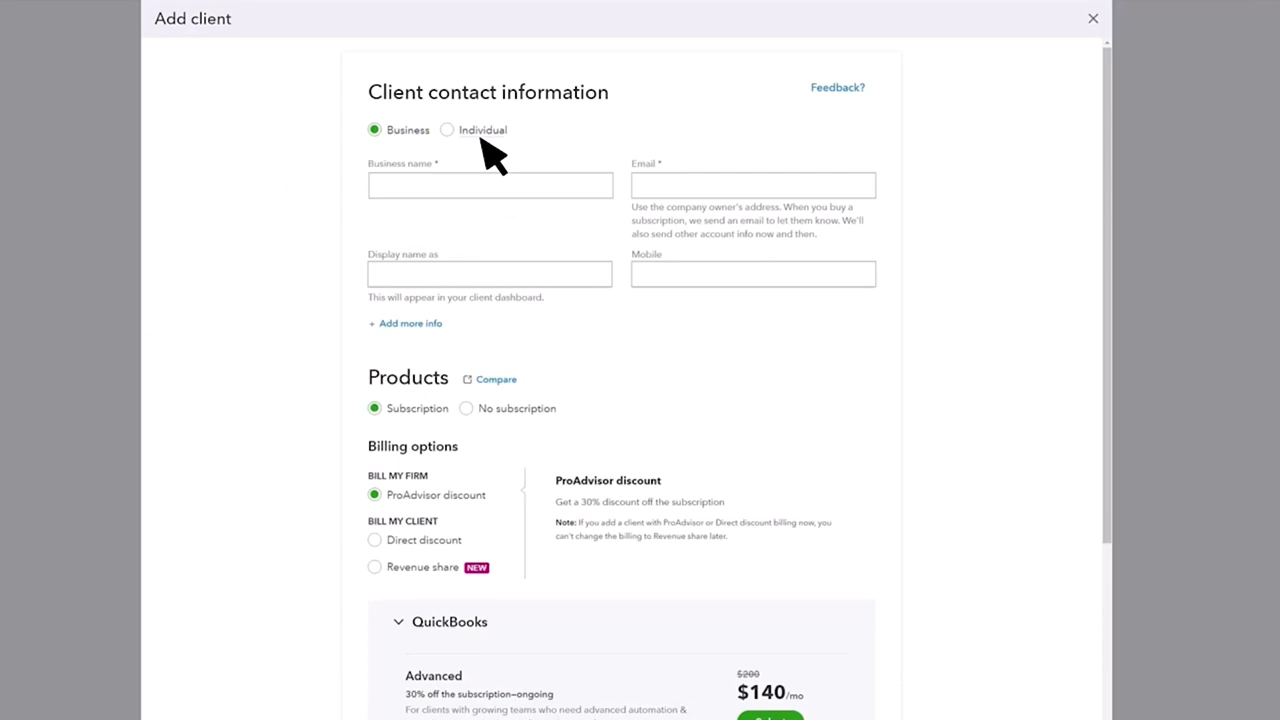 Add client
Client contact information
Feedback?
Business
Individual
Business name *
Email *
Use the company owner's address. When you buy a
subscription, we send an email to let them know. We'll
also send other account info now and then.
Display name as
Mobile
This will appear in your client dashboard.
+ Add more info
Products
Compare
Subscription
No subscription
Billing options
BILL MY FIRM
ProAdvisor discount
BILL MY CLIENT
Direct discount
Revenue share NEW
ProAdvisor discount
Get a 30% discount off the subscription
Note: If you add a client with ProAdvisor or Direct discount billing now, you
can't change the billing to Revenue share later.
QuickBooks
Advanced
$200
30% off the subscription—ongoing
$140/mo
For clients with growing teams who need advanced automation &